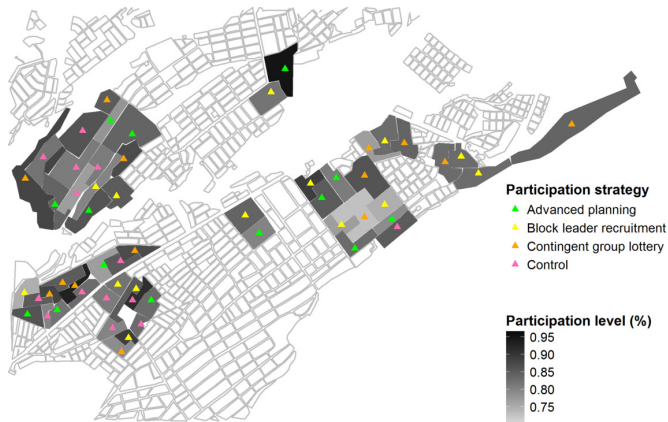 Participation strategy
Advanced planning
Block leader recruitment
Contingent group lottery
Control
Participation level (%)
0.95
0.90
0.85
0.80
0.75